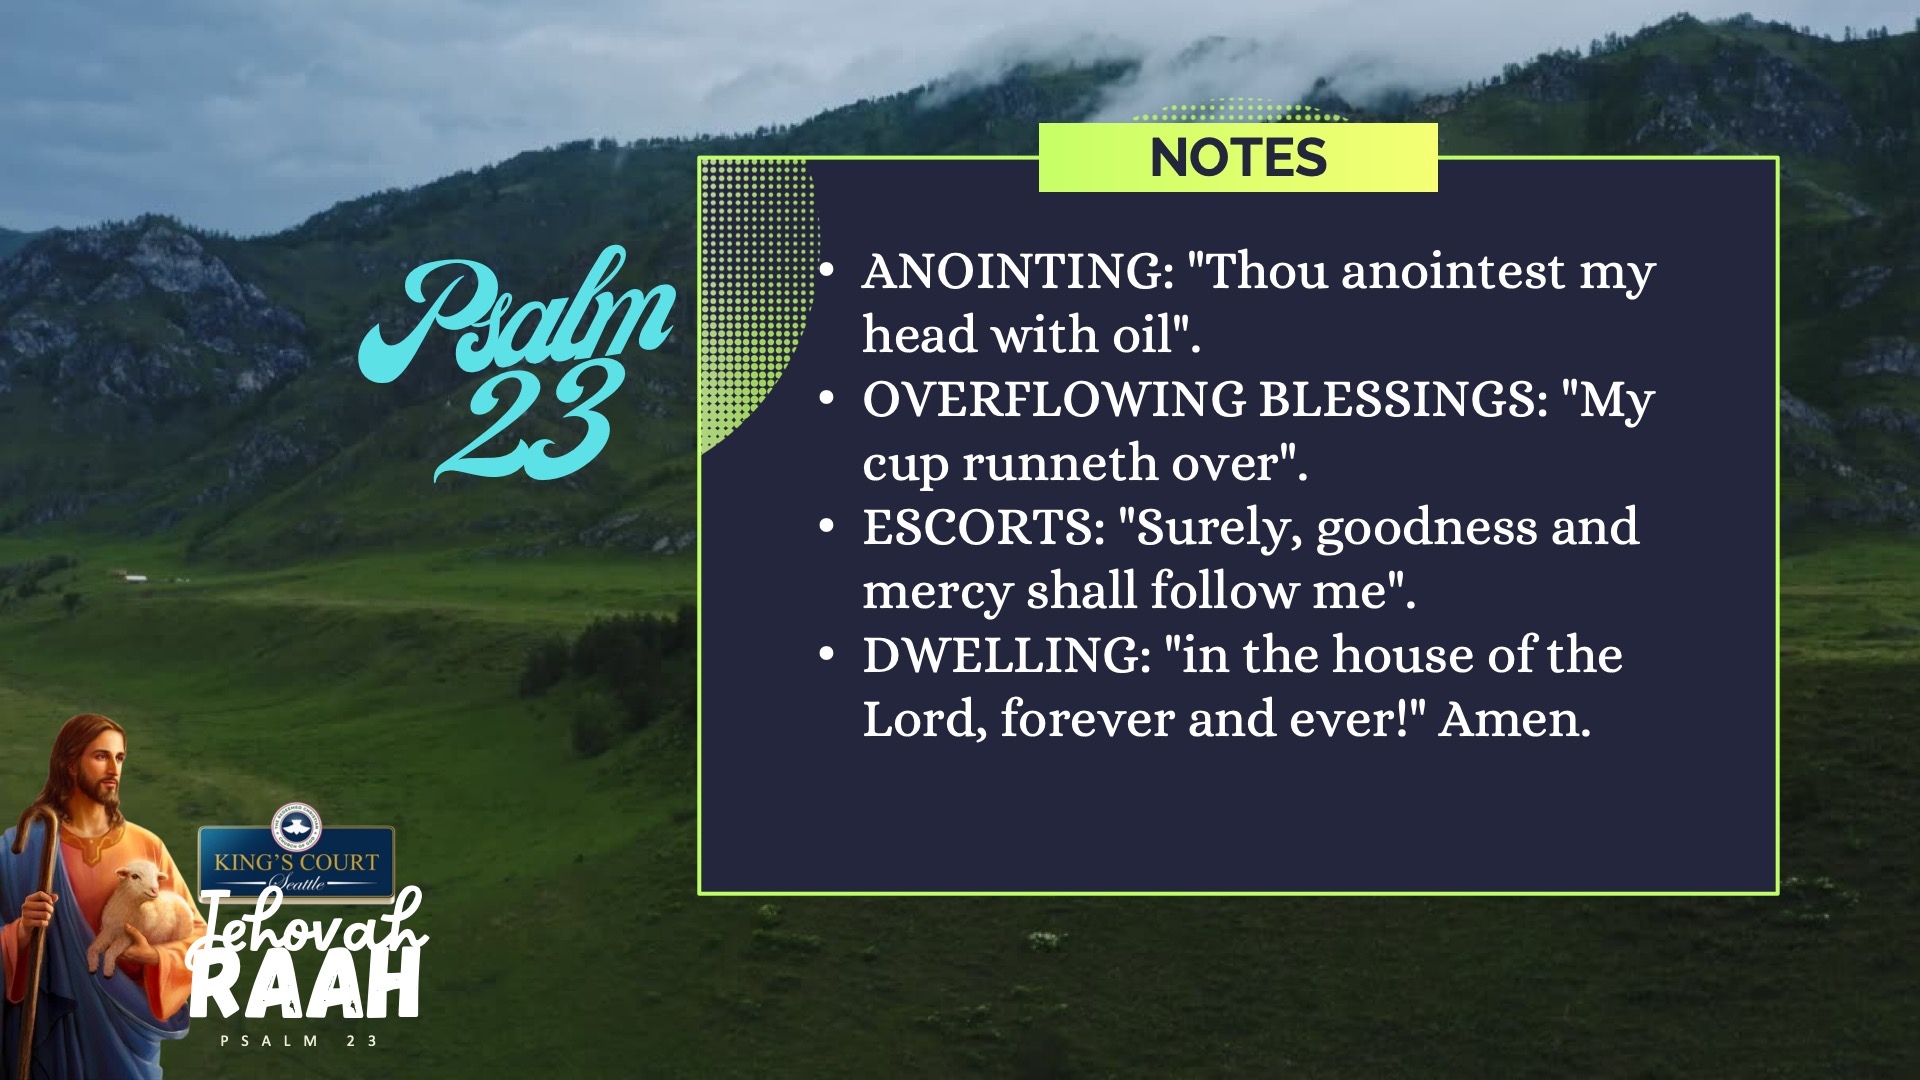 NOTES
Psalm
23
• ANOINTING: "Thou anointest my
head with oil".
• OVERFLOWING BLESSINGS: "My
cup runneth over".
• ESCORTS: "Surely, goodness and
mercy shall follow me".
• DWELLING: "in the house of the
Lord, forever and ever!" Amen.
KING'S COURT
Seattle
Jehovah
RAAH
PSALM 23